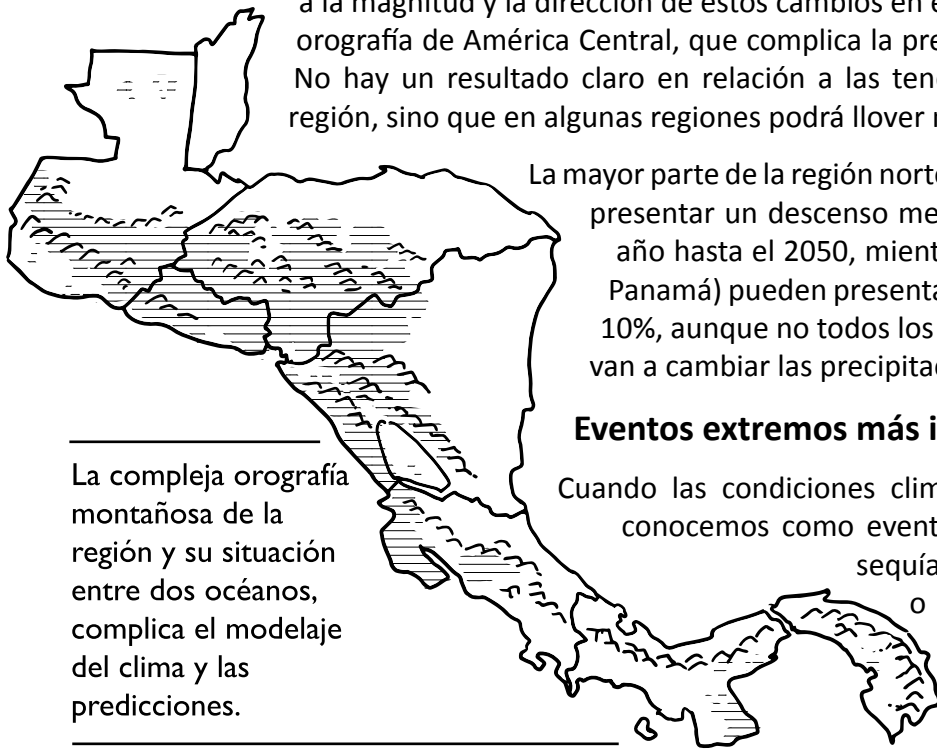 a la magnitud y la dirección de estos cambios en e
orografía de América Central, que complica la pre
No hay un resultado claro en relación a las ten
región, sino que en algunas regiones podrá llover
La mayor parte de la región norte
presentar un descenso me
año hasta el 2050, mient
Panamá) pueden presenta
10%, aunque no todos los
van a cambiar las precipita
Eventos extremos más i
Cuando las condiciones clim
conocemos como event
sequía
o
La compleja orografía
montañosa de la
región y su situación
entre dos océanos,
complica el modelaje
del clima y las
predicciones.